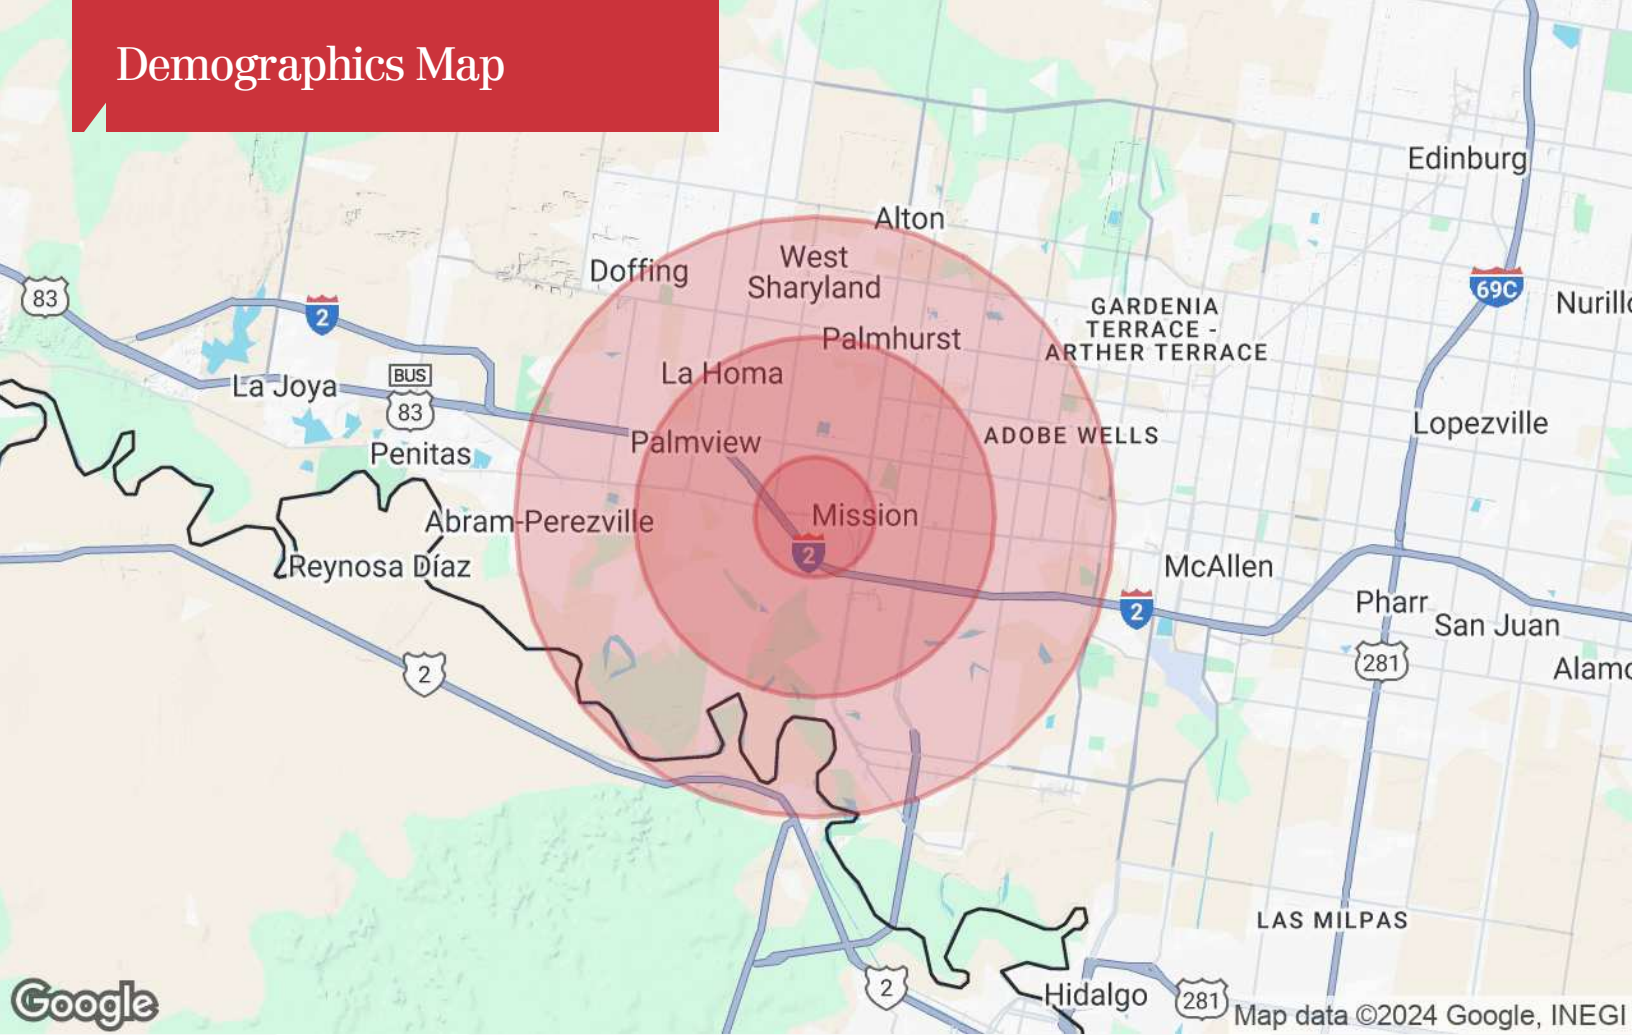 Demographics Map
Edinburg
Alton
West
Sharyland
Doffing
69C
83
2
GARDENIA
TERRACE -
ARTHER TERRACE
Palmhurst
La Homa
BUS
83
La Joya
Lopezville
Palmview
ADOBE WELLS
Penitas
Abram-Perezville
Mission
2
Reynosa Díaz
McAllen
2
Pharr
San Juan
281
2
LAS MILPAS
2
Hidalgo
281
Google
Map data ©2024 Google, INEGI